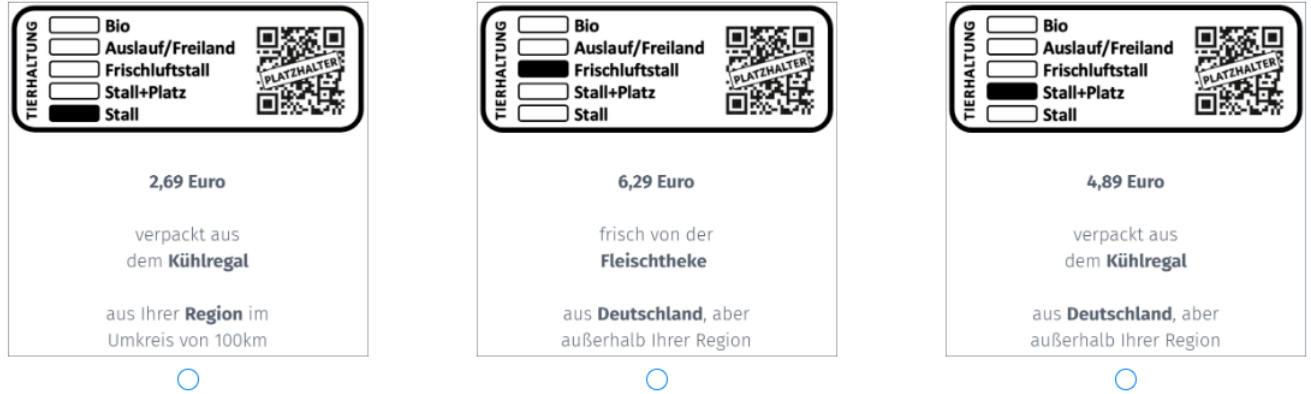 TIERHALTUNG
Bio
Auslauf/Freiland
Frischluftstall
Stall+Platz
Stall
PLATZHALTER
2,69 Euro
verpackt aus
dem Kühlregal
aus Ihrer Region im
Umkreis von 100km
TIERHALTUNG
Bio
Auslauf/Freiland
Frischluftstall
Stall+Platz
Stall
PLATZHALTER
6,29 Euro
frisch von der
Fleischtheke
aus Deutschland, aber
außerhalb Ihrer Region
TIERHALTUNG
Bio
Auslauf/Freiland
Frischluftstall
Stall+Platz
Stall
PLATZHALTER
4,89 Euro
verpackt aus
dem Kühlregal
aus Deutschland, aber
außerhalb Ihrer Region